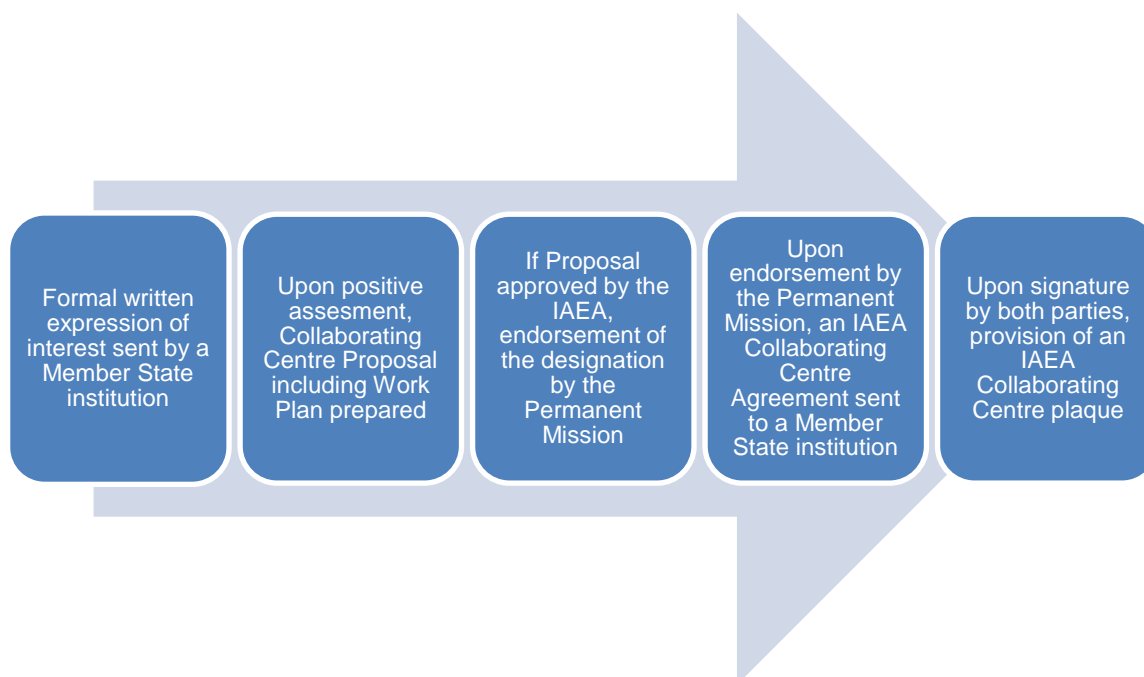 Formal written
expression of
interest sent by a
Member State
institution
Upon positive
assesment,
Collaborating
Centre Proposal
including Work
Plan prepared
If Proposal
approved by the
IAEA,
endorsement of
the designation by
the
Permanent
Mission
Upon
endorsement by
the Permanent
Mission, an IAEA
Collaborating
Centre
Agreement sent
to a Member
State institution
Upon signature
by both parties,
provision of an
IAEA
Collaborating
Centre plaque